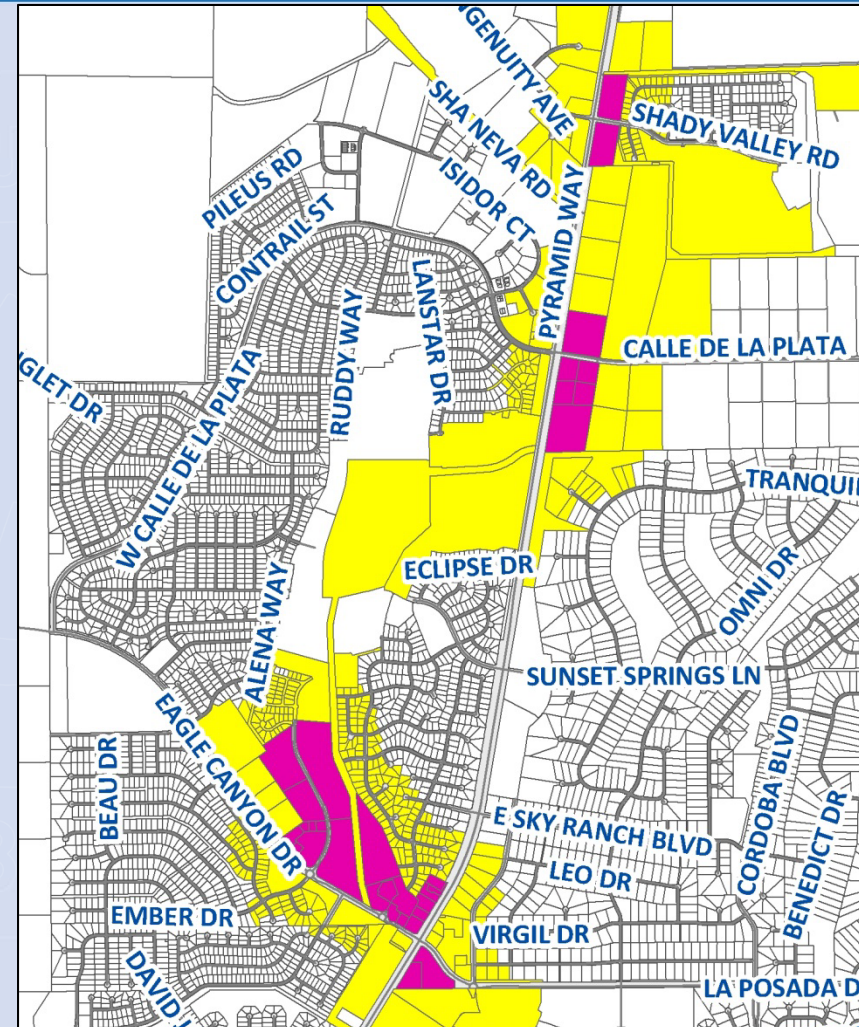 NGENUITY AVE
SHA NEVA RD
SHADY VALLEY RD
PILEUS RD
ISIDOR CT
CONTRAIL ST
PYRAMID WAY
LANSTAR DR
RUDDY WAY
CALLE DE LA PLATA
IGLET DR
W CALLE DE LA PLATA
TRANQUI
ECLIPSE DR
OMNI DR
ALENA WAY
SUNSET SPRINGS LN
EAGLE CANYON DR
BEAU DR
CORDOBA BLVD
E SKY RANCH BLVD
BENEDICT DR
LEO DR
EMBER DR
VIRGIL DR
DAVID
LA POSADA D